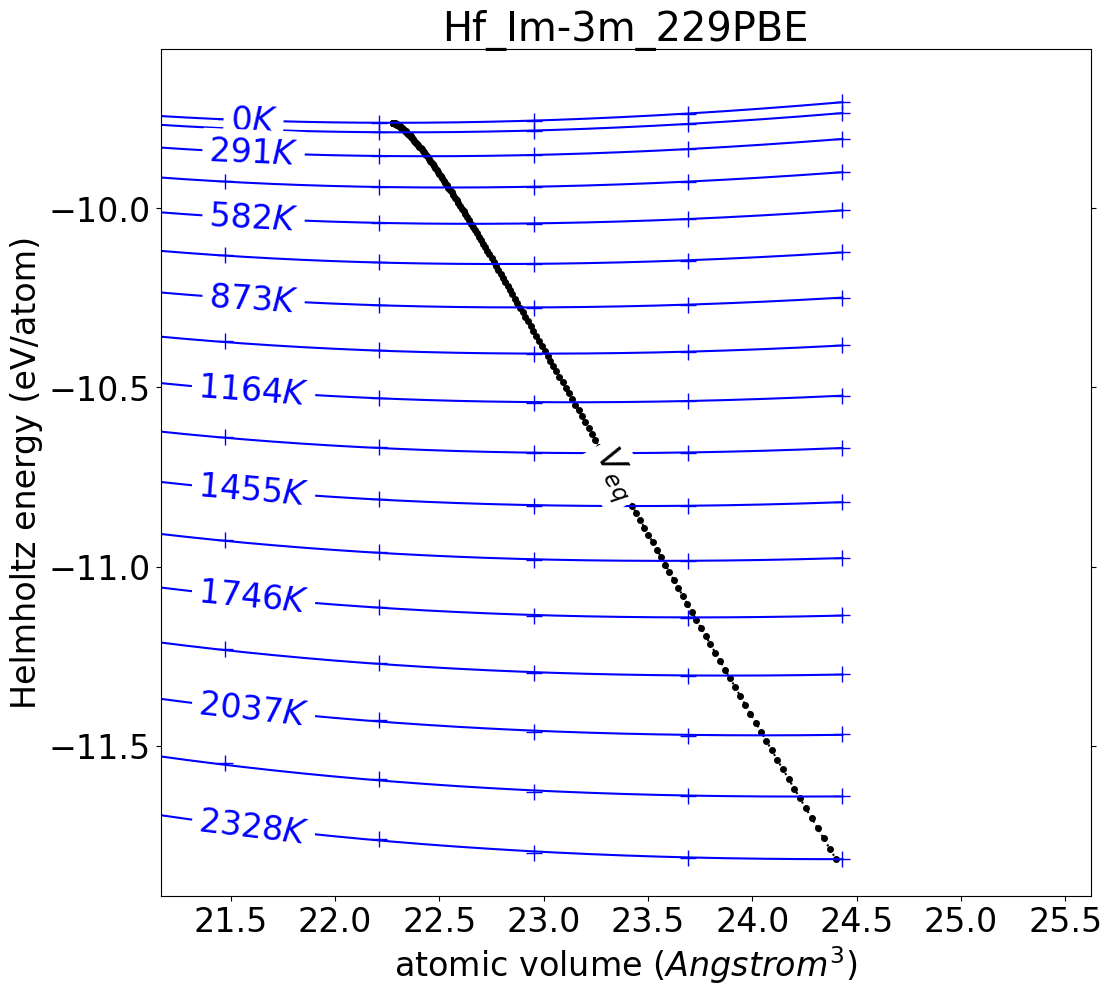 Hf_Im-3m_229PBE
Helmholtz energy (eV/atom)
−10.0
−10.5
−11.0
−11.5
0K
291K
582K
873K
1164K
1455K
1746K
2037K
2328K
V_eq
21.5 22.0 22.5 23.0 23.5 24.0 24.5 25.0 25.5
atomic volume (Angstrom³)